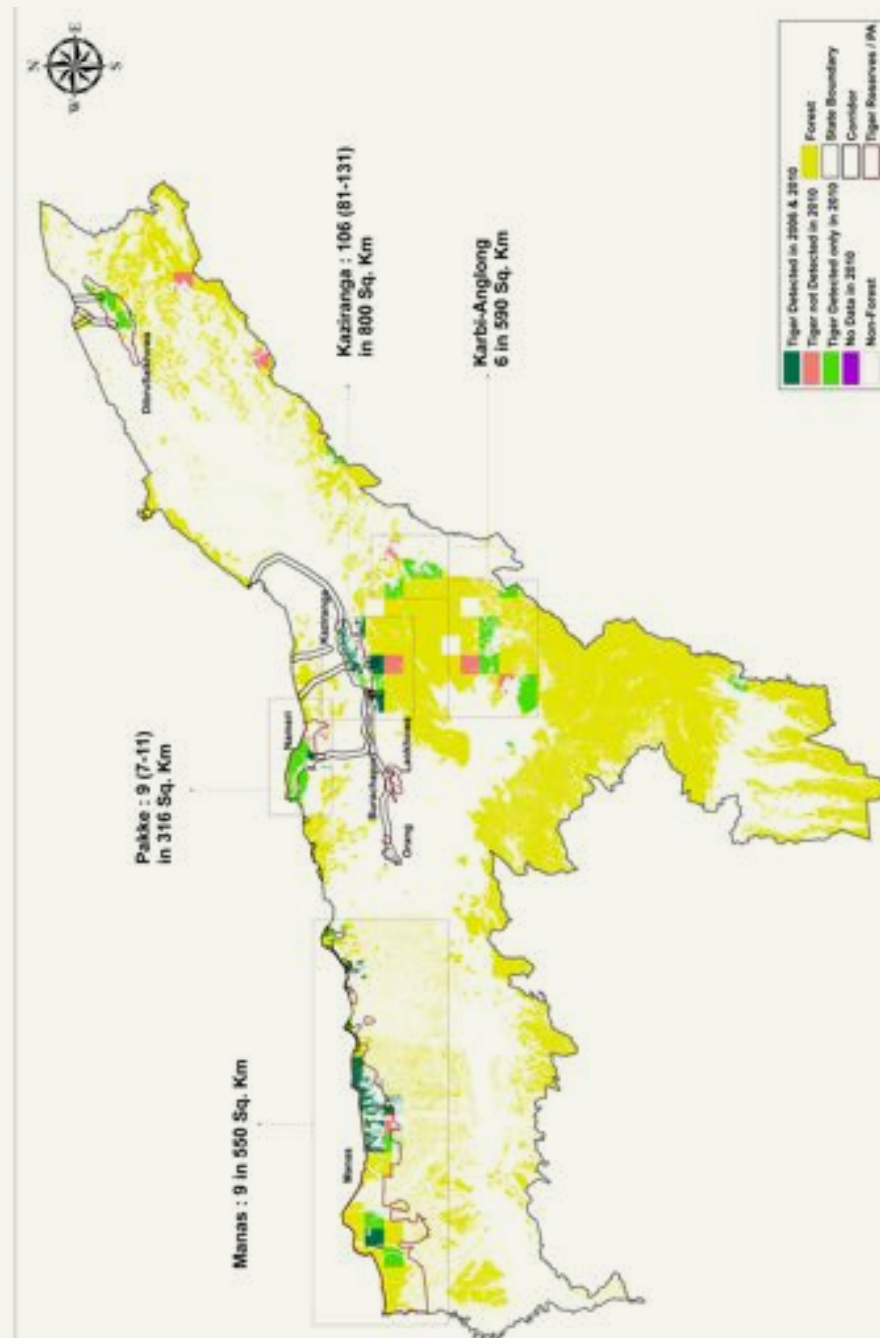 N
E
W
S
Manas : 9 in 550 Sq. Km
Pakke : 9 (7-11)
in 316 Sq. Km
Kaziranga : 106 (81-131)
in 800 Sq. Km
Karbi-Anglong
6 in 590 Sq. Km
Manas
Nameri
Kaziranga
Orang
Laokhowa
Tiger Detected in 2006 & 2010
Tiger not Detected in 2010
Tiger Detected only in 2010
No Data in 2010
Non-Forest
Forest
State Boundary
Corridor
Tiger Reserves / PA